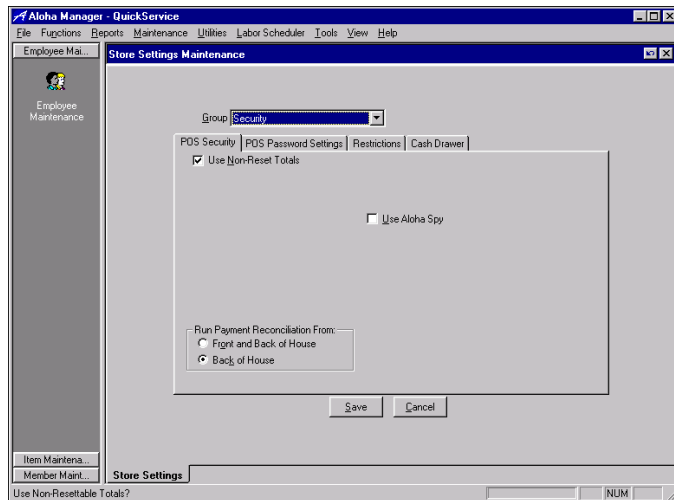 Aloha Manager - QuickService
File Functions Reports Maintenance Utilities Labor Scheduler Tools View Help
Employee Mai...
Store Settings Maintenance
Employee
Maintenance
Group Security
POS Security POS Password Settings Restrictions Cash Drawer
Use Non-Reset Totals
Use Aloha Spy
Run Payment Reconciliation From:
Front and Back of House
Back of House
Save Cancel
Item Maintena...
Member Maint... Store Settings
Use Non-Resettable Totals? NUM